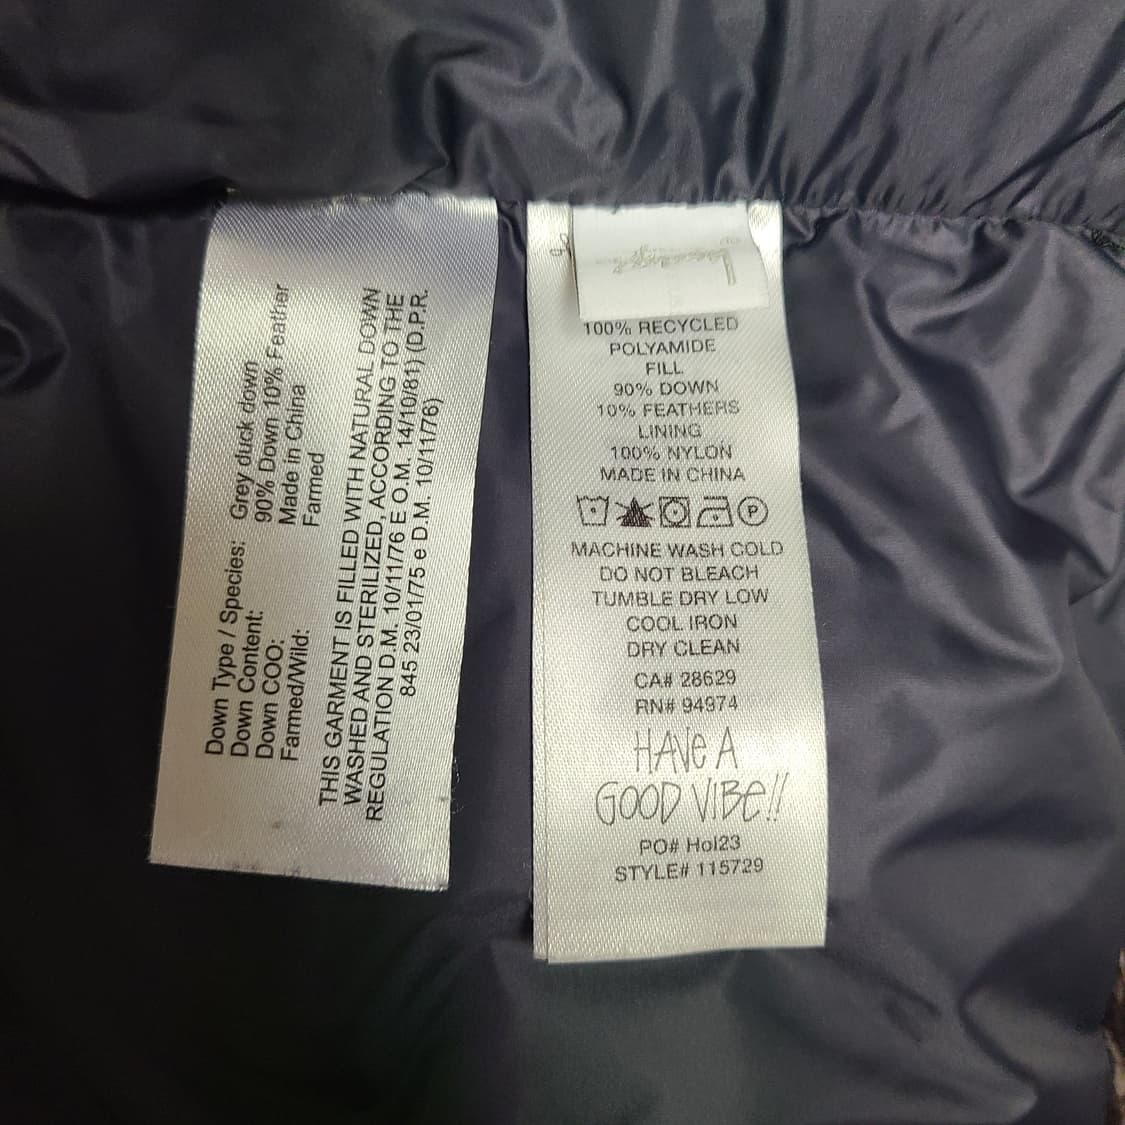 Down Type / Species: Grey duck down
Down Content: 90% Down 10% Feather
Down COO: Made in China
Farmed/Wild: Farmed
THIS GARMENT IS FILLED WITH NATURAL DOWN
WASHED AND STERILIZED, ACCORDING TO THE
REGULATION D.M. 10/11/76 E O.M. 14/10/81) (D.P.R.
845 23/01/75 e D.M. 10/11/76)
100% RECYCLED
POLYAMIDE
FILL
90% DOWN
10% FEATHERS
LINING
100% NYLON
MADE IN CHINA
P
MACHINE WASH COLD
DO NOT BLEACH
TUMBLE DRY LOW
COOL IRON
DRY CLEAN
CA# 28629
RN# 94974
HAVe A
GOOD VIBe!!
PO# Hol23
STYLE# 115729